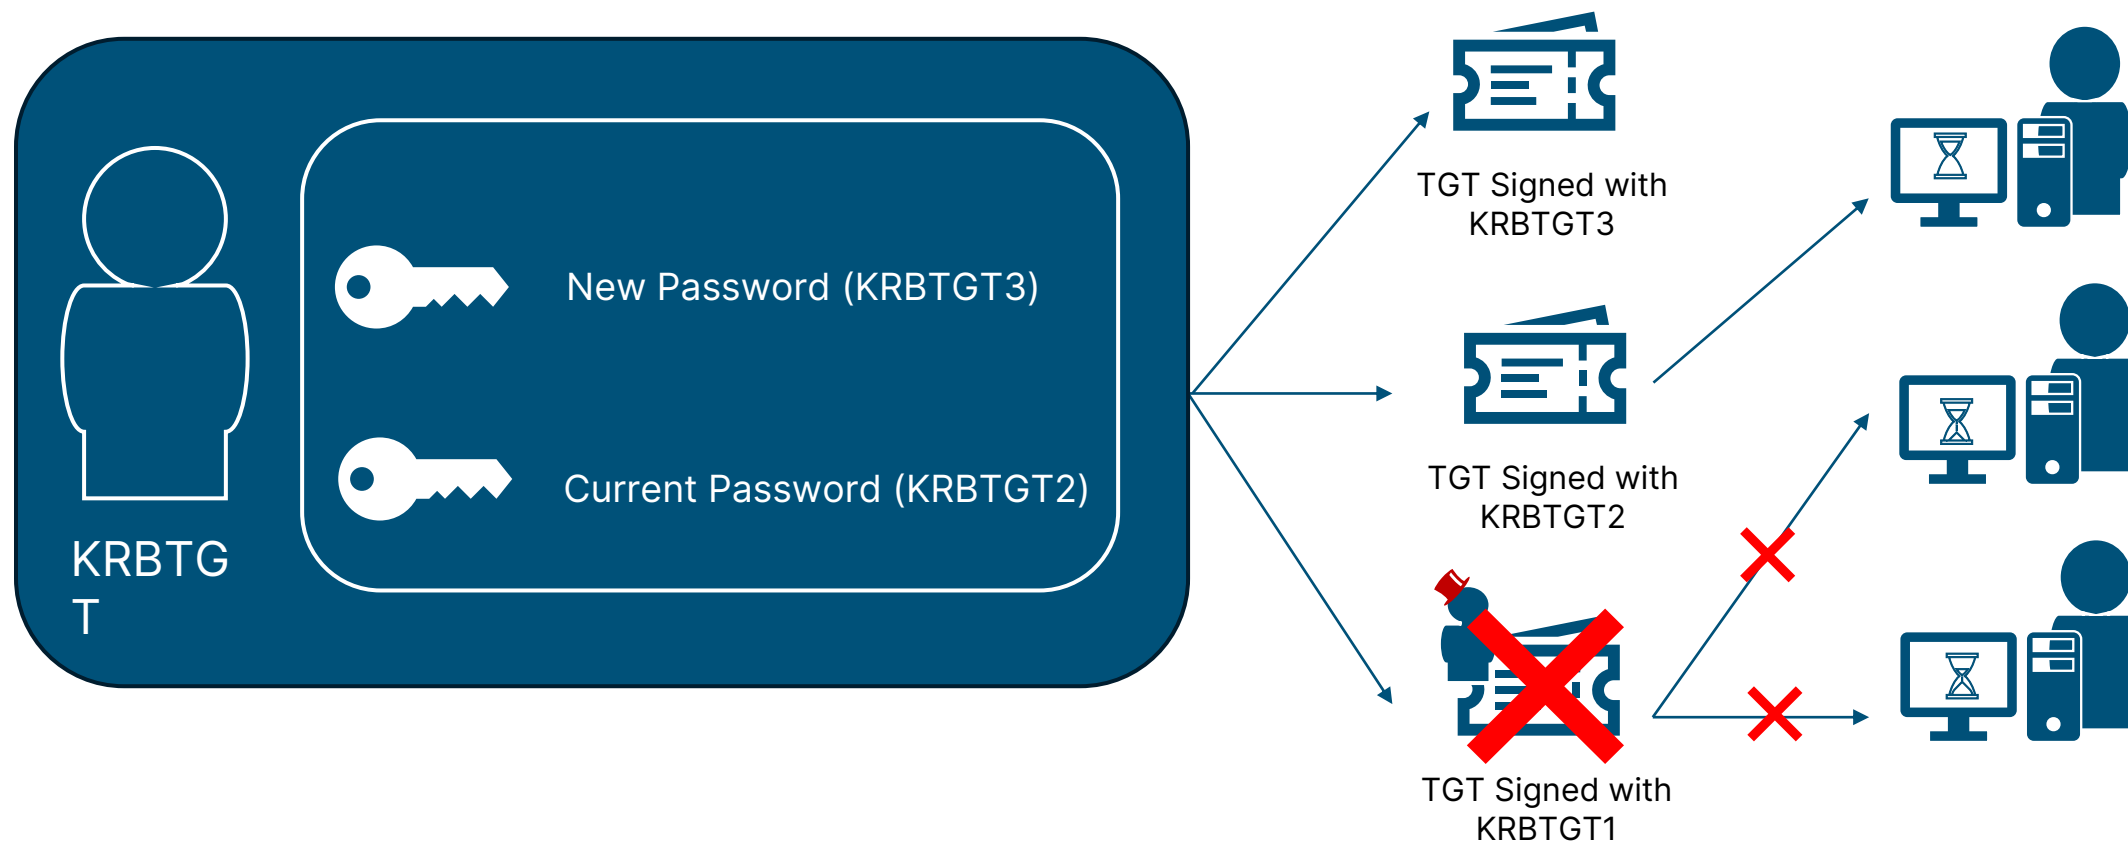 New Password (KRBTGT3)
Current Password (KRBTGT2)
KRBTG
T
TGT Signed with
KRBTGT3
TGT Signed with
KRBTGT2
TGT Signed with
KRBTGT1